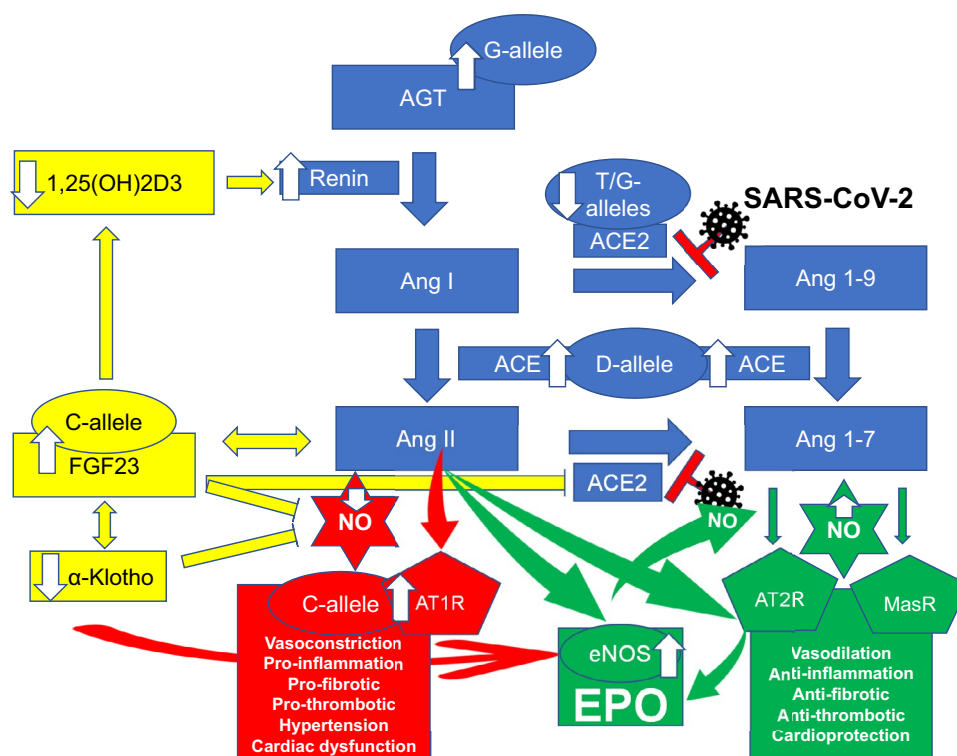 G-allele
AGT
1,25(OH)2D3
Renin
T/G-
alleles
ACE2
SARS-CoV-2
Ang I
Ang 1-9
ACE
D-allele
ACE
C-allele
FGF23
Ang II
ACE2
Ang 1-7
NO
NO
NO
α-Klotho
C-allele
AT1R
AT2R
MasR
Vasoconstriction
Pro-inflammation
Pro-fibrotic
Pro-thrombotic
Hypertension
Cardiac dysfunction
eNOS
EPO
Vasodilation
Anti-inflammation
Anti-fibrotic
Anti-thrombotic
Cardioprotection